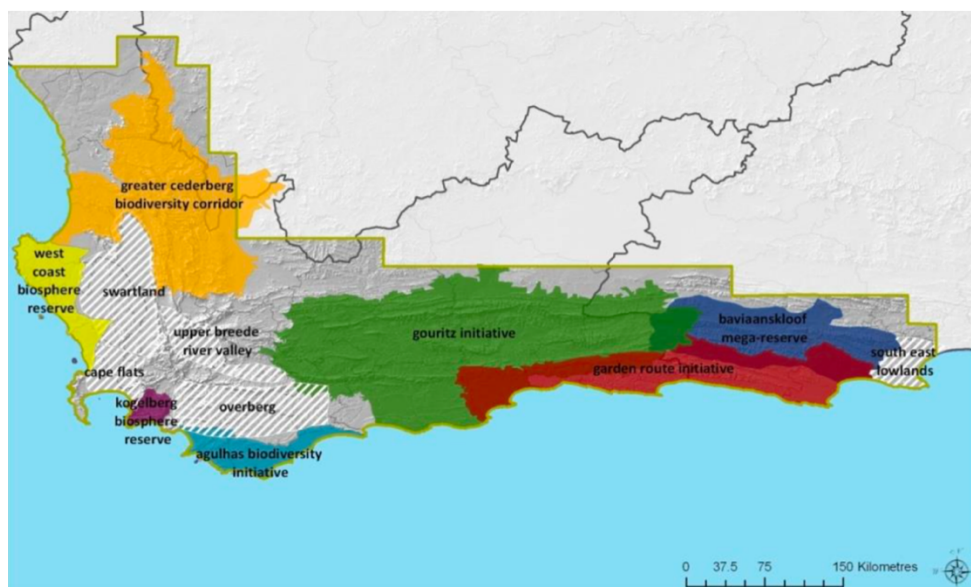 greater cederberg
biodiversity corridor
west
coast
biosphere
reserve
swartland
upper breede
river valley
gouritz initiative
baviaanskloof
mega-reserve
garden route initiative
south east
lowlands
cape flats
kogelberg
biosphere
reserve
overberg
agulhas biodiversity
initiative
0 37.5 75 150 Kilometres